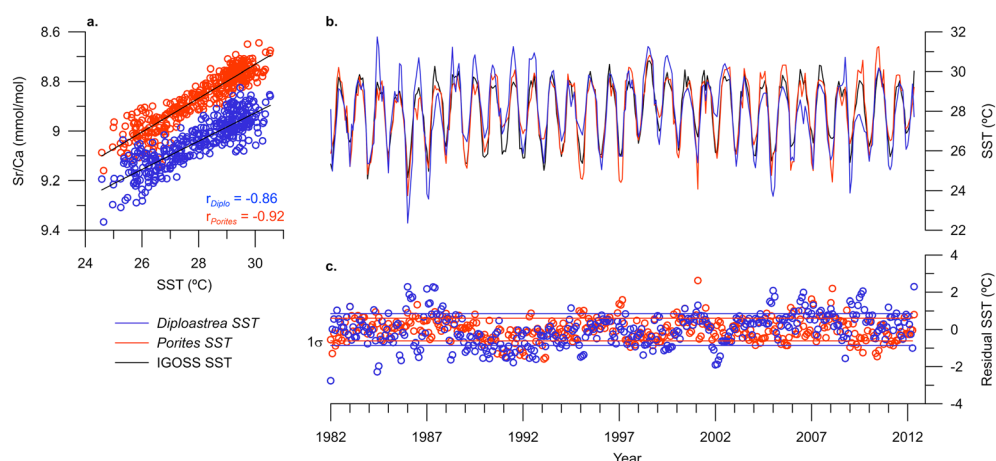 a.
8.6
8.8
9
9.2
9.4
Sr/Ca (mmol/mol)
rDiplo = -0.86
rPorites = -0.92
24 26 28 30
SST (ºC)
Diploastrea SST
Porites SST
IGOSS SST
b.
32
30
28
26
24
22
SST (ºC)
c.
4
2
0
-2
-4
Residual SST (ºC)
1σ
1982 1987 1992 1997 2002 2007 2012
Year